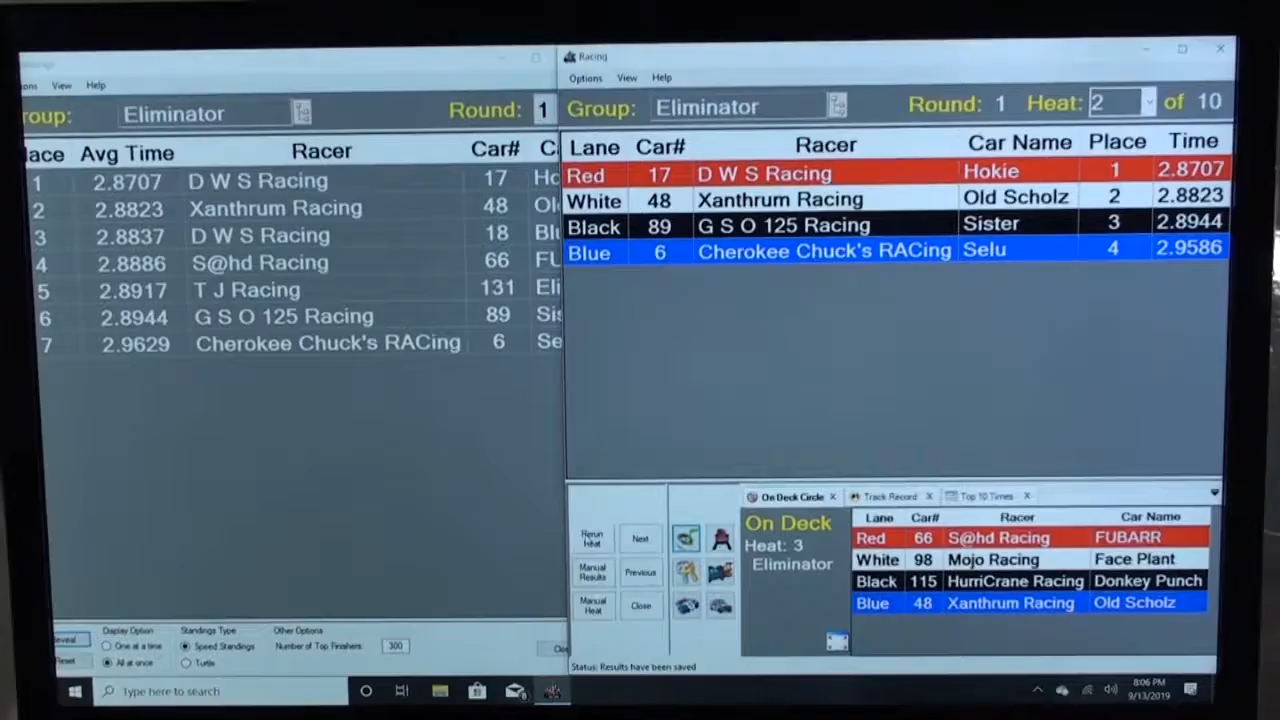 View Help
Group: Eliminator Round: 1
Avg Time Racer Car#
1 2.8707 D W S Racing 17
2 2.8823 Xanthrum Racing 48
3 2.8837 D W S Racing 18
4 2.8886 S@hd Racing 66
5 2.8917 T J Racing 131
6 2.8944 G S O 125 Racing 89
7 2.9629 Cherokee Chuck's RACing 6
Display Option Standings Type Other Options
One at a time Speed Standings Number of Top Finishers: 300
All at once Turtle
Racing
Options View Help
Group: Eliminator Round: 1 Heat: 2 of 10
Lane Car# Racer Car Name Place Time
Red 17 D W S Racing Hokie 1 2.8707
White 48 Xanthrum Racing Old Scholz 2 2.8823
Black 89 G S O 125 Racing Sister 3 2.8944
Blue 6 Cherokee Chuck's RACing Selu 4 2.9586
Rerun Heat Next
Manual Results Previous
Manual Heat Close
On Deck Circle x Track Record x Top 10 Times x
On Deck
Heat: 3
Eliminator
Lane Car# Racer Car Name
Red 66 S@hd Racing FUBARR
White 98 Mojo Racing Face Plant
Black 115 HurriCrane Racing Donkey Punch
Blue 48 Xanthrum Racing Old Scholz
Status: Results have been saved
Type here to search
8:06 PM
9/13/2019